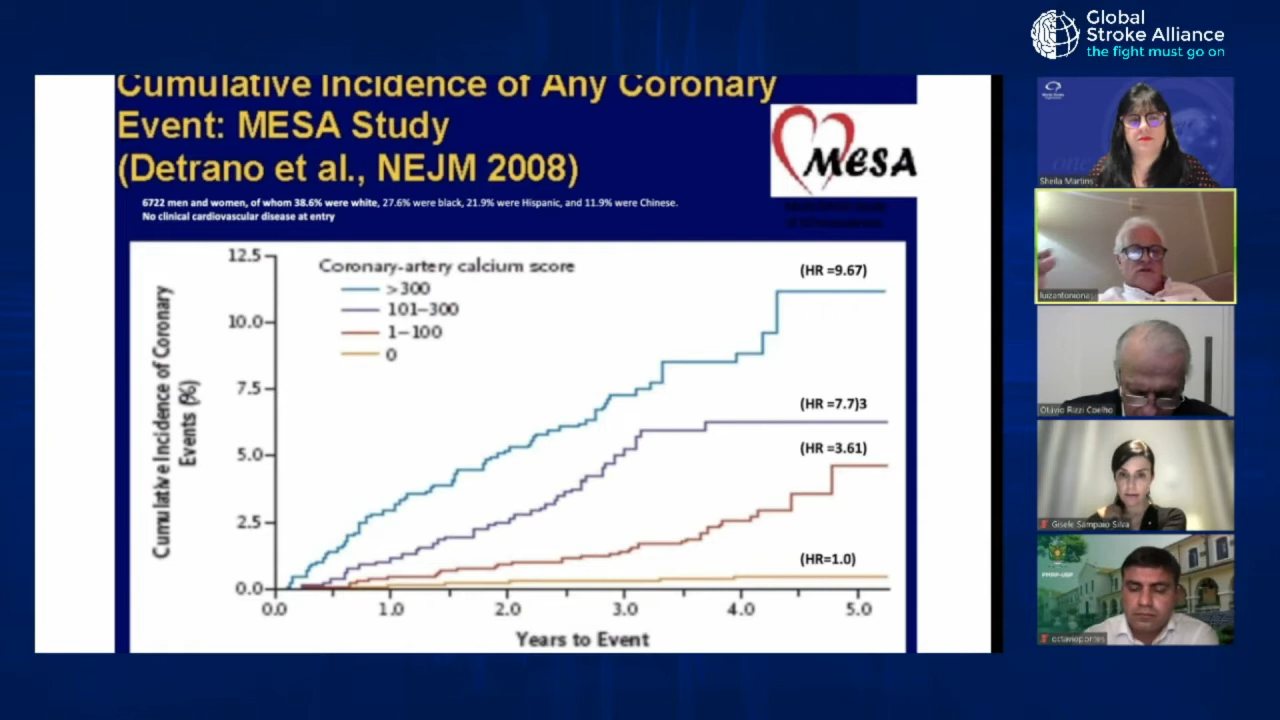 Global
Stroke Alliance
the fight must go on
Cumulative Incidence of Any Coronary
Event: MESA Study
(Detrano et al., NEJM 2008)
MESA
6722 men and women, of whom 38.6% were white, 27.6% were black, 21.9% were Hispanic, and 11.9% were Chinese.
No clinical cardiovascular disease at entry
Cumulative Incidence of Coronary
Events (%)
12.5
10.0
7.5
5.0
2.5
0.0
Coronary-artery calcium score
>300
101–300
1–100
0
(HR =9.67)
(HR =7.7)3
(HR =3.61)
(HR=1.0)
0.0 1.0 2.0 3.0 4.0 5.0
Years to Event
Sheila Martins
Otávio Rizzi Coelho
Gisele Sampaio Silva
octaviopontes